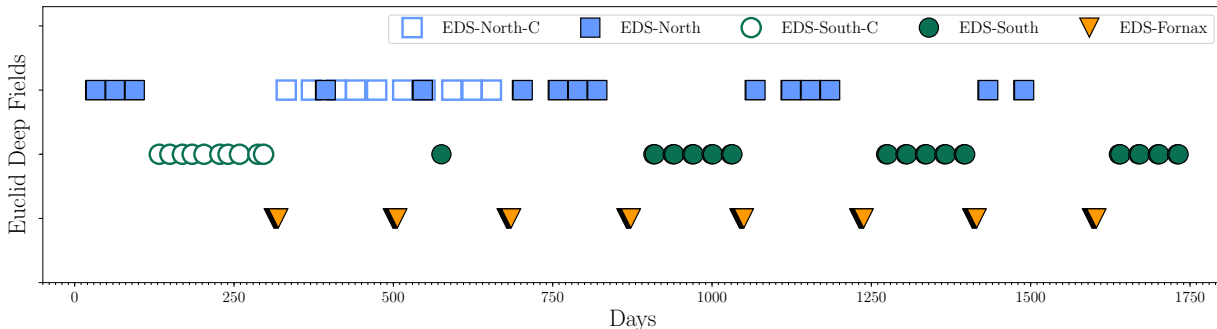 EDS-North-C EDS-North EDS-South-C EDS-South EDS-Fornax
Euclid Deep Fields
0 250 500 750 1000 1250 1500 1750
Days